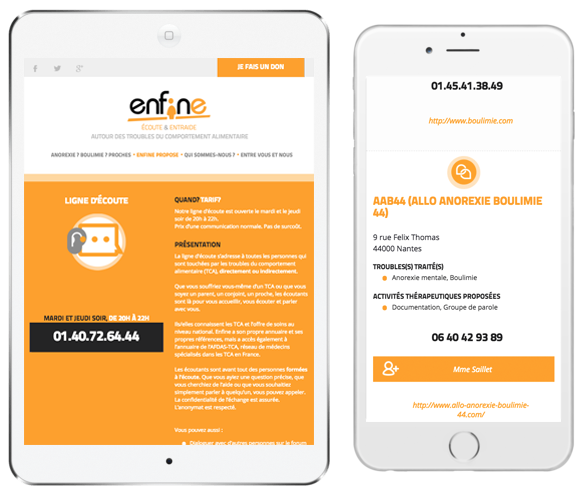 JE FAIS UN DON
enfine
ÉCOUTE & ENTRAIDE
AUTOUR DES TROUBLES DU COMPORTEMENT ALIMENTAIRE
ANOREXIE ? BOULIMIE ? PROCHES • ENFINE PROPOSE • QUI SOMMES-NOUS ? • ENTRE VOUS ET NOUS
LIGNE D'ÉCOUTE
MARDI ET JEUDI SOIR, DE 20H À 22H
01.40.72.64.44
QUAND? TARIF?
Notre ligne d'écoute est ouverte le mardi et le jeudi
soir de 20h à 22h.
Prix d'une communication normale. Pas de surcoût.
PRÉSENTATION
La ligne d'écoute s'adresse à toutes les personnes qui
sont touchées par les troubles du comportement
alimentaire (TCA), directement ou indirectement.
Que vous souffriez vous-même d'un TCA ou que vous
soyez un parent, un conjoint, un proche, les écoutants
sont là pour vous accueillir, vous écouter et parler
avec vous.
Ils/elles connaissent les TCA et l'offre de soins au
niveau national. Enfine a son propre annuaire et ses
propres références, mais a accès également à
l'annuaire de l'AFDAS-TCA, réseau de médecins
spécialisés dans les TCA en France.
Les écoutants sont avant tout des personnes formées
à l'écoute. Que vous ayiez une question précise, que
vous cherchiez de l'aide ou que vous souhaitiez
simplement parler à quelqu'un, vous pouvez appeler.
La confidentialité de l'échange est assurée.
L'anonymat est respecté.
Vous pouvez aussi :
Dialoguer avec d'autres personnes sur le forum
01.45.41.38.49
http://www.boulimie.com
AAB44 (ALLO ANOREXIE BOULIMIE
44)
9 rue Felix Thomas
44000 Nantes
TROUBLES(S) TRAITÉ(S)
Anorexie mentale, Boulimie
ACTIVITÉS THÉRAPEUTIQUES PROPOSÉES
Documentation, Groupe de parole
06 40 42 93 89
Mme Saillet
http://www.allo-anorexie-boulimie-
44.com/